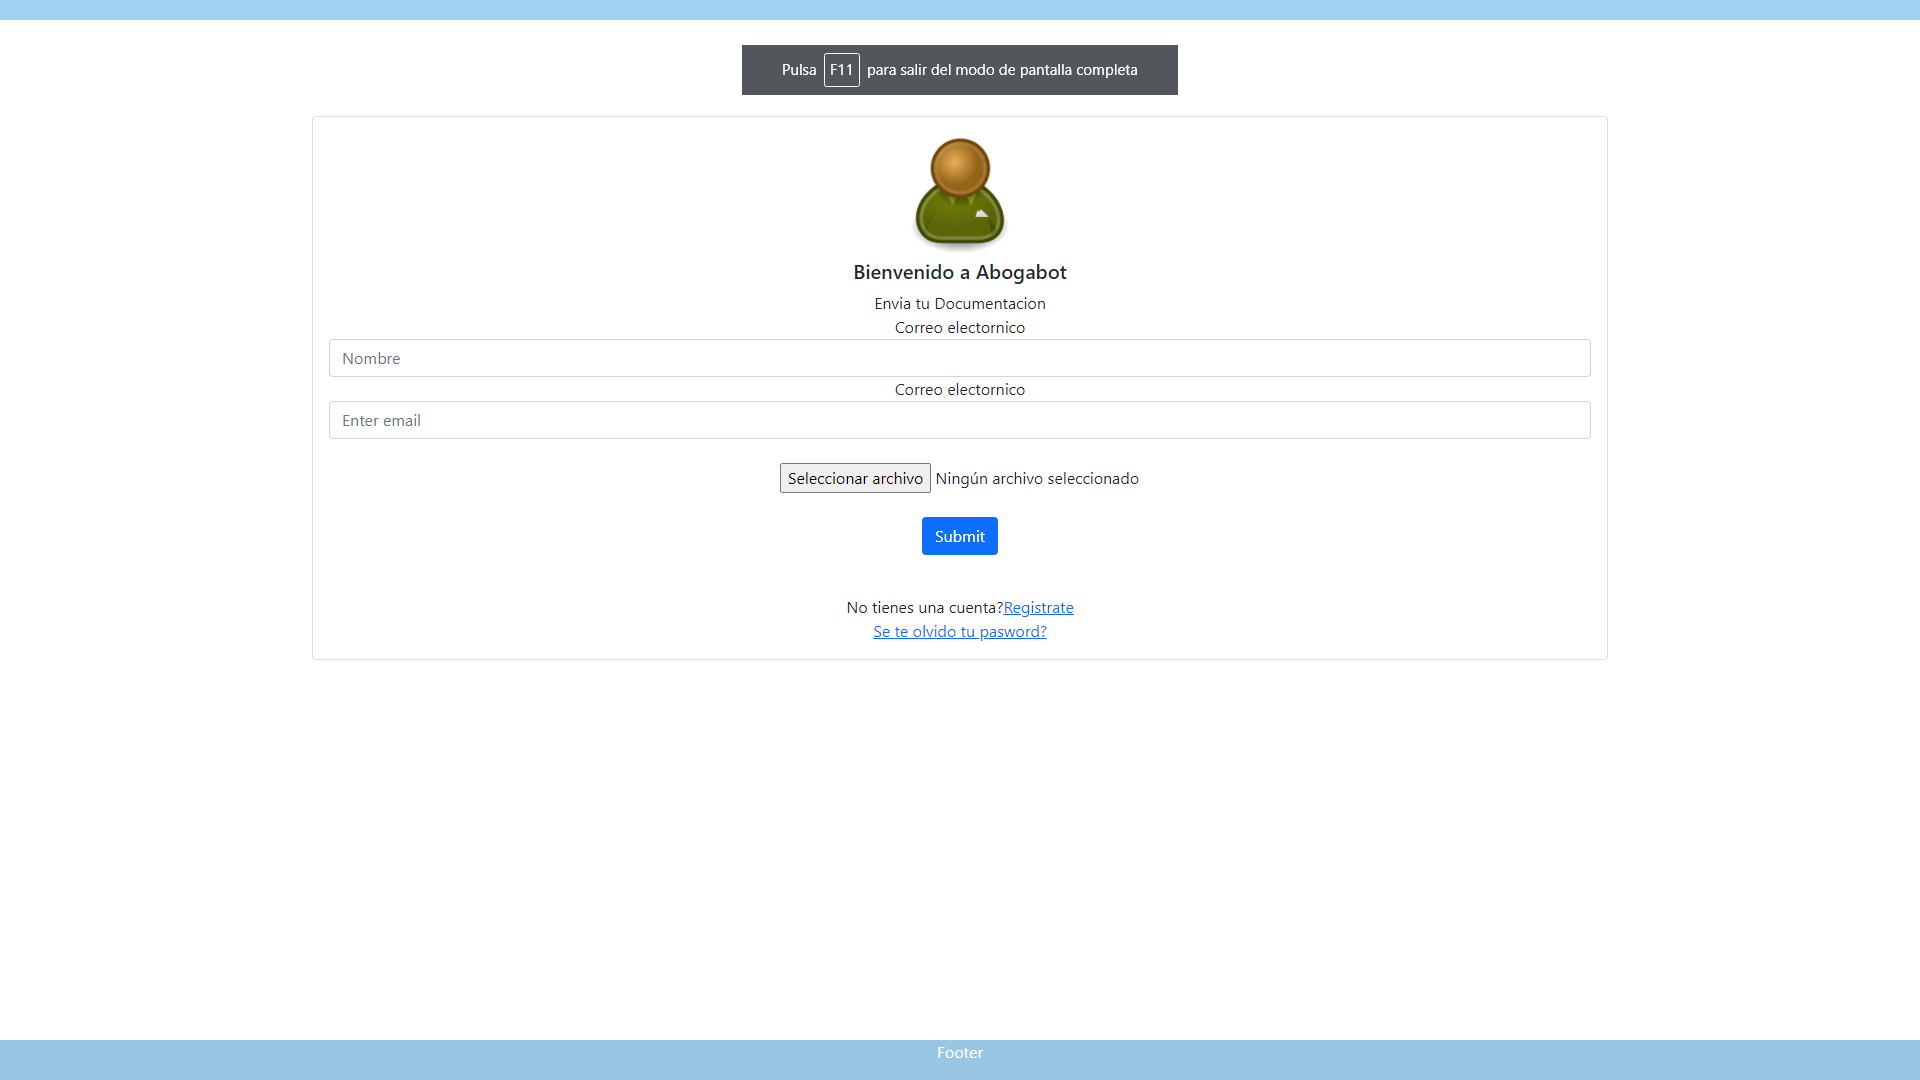 Pulsa F11 para salir del modo de pantalla completa
Bienvenido a Abogabot
Envia tu Documentacion
Correo electornico
Nombre
Correo electornico
Enter email
Seleccionar archivo Ningún archivo seleccionado
Submit
No tienes una cuenta?Registrate
Se te olvido tu pasword?
Footer